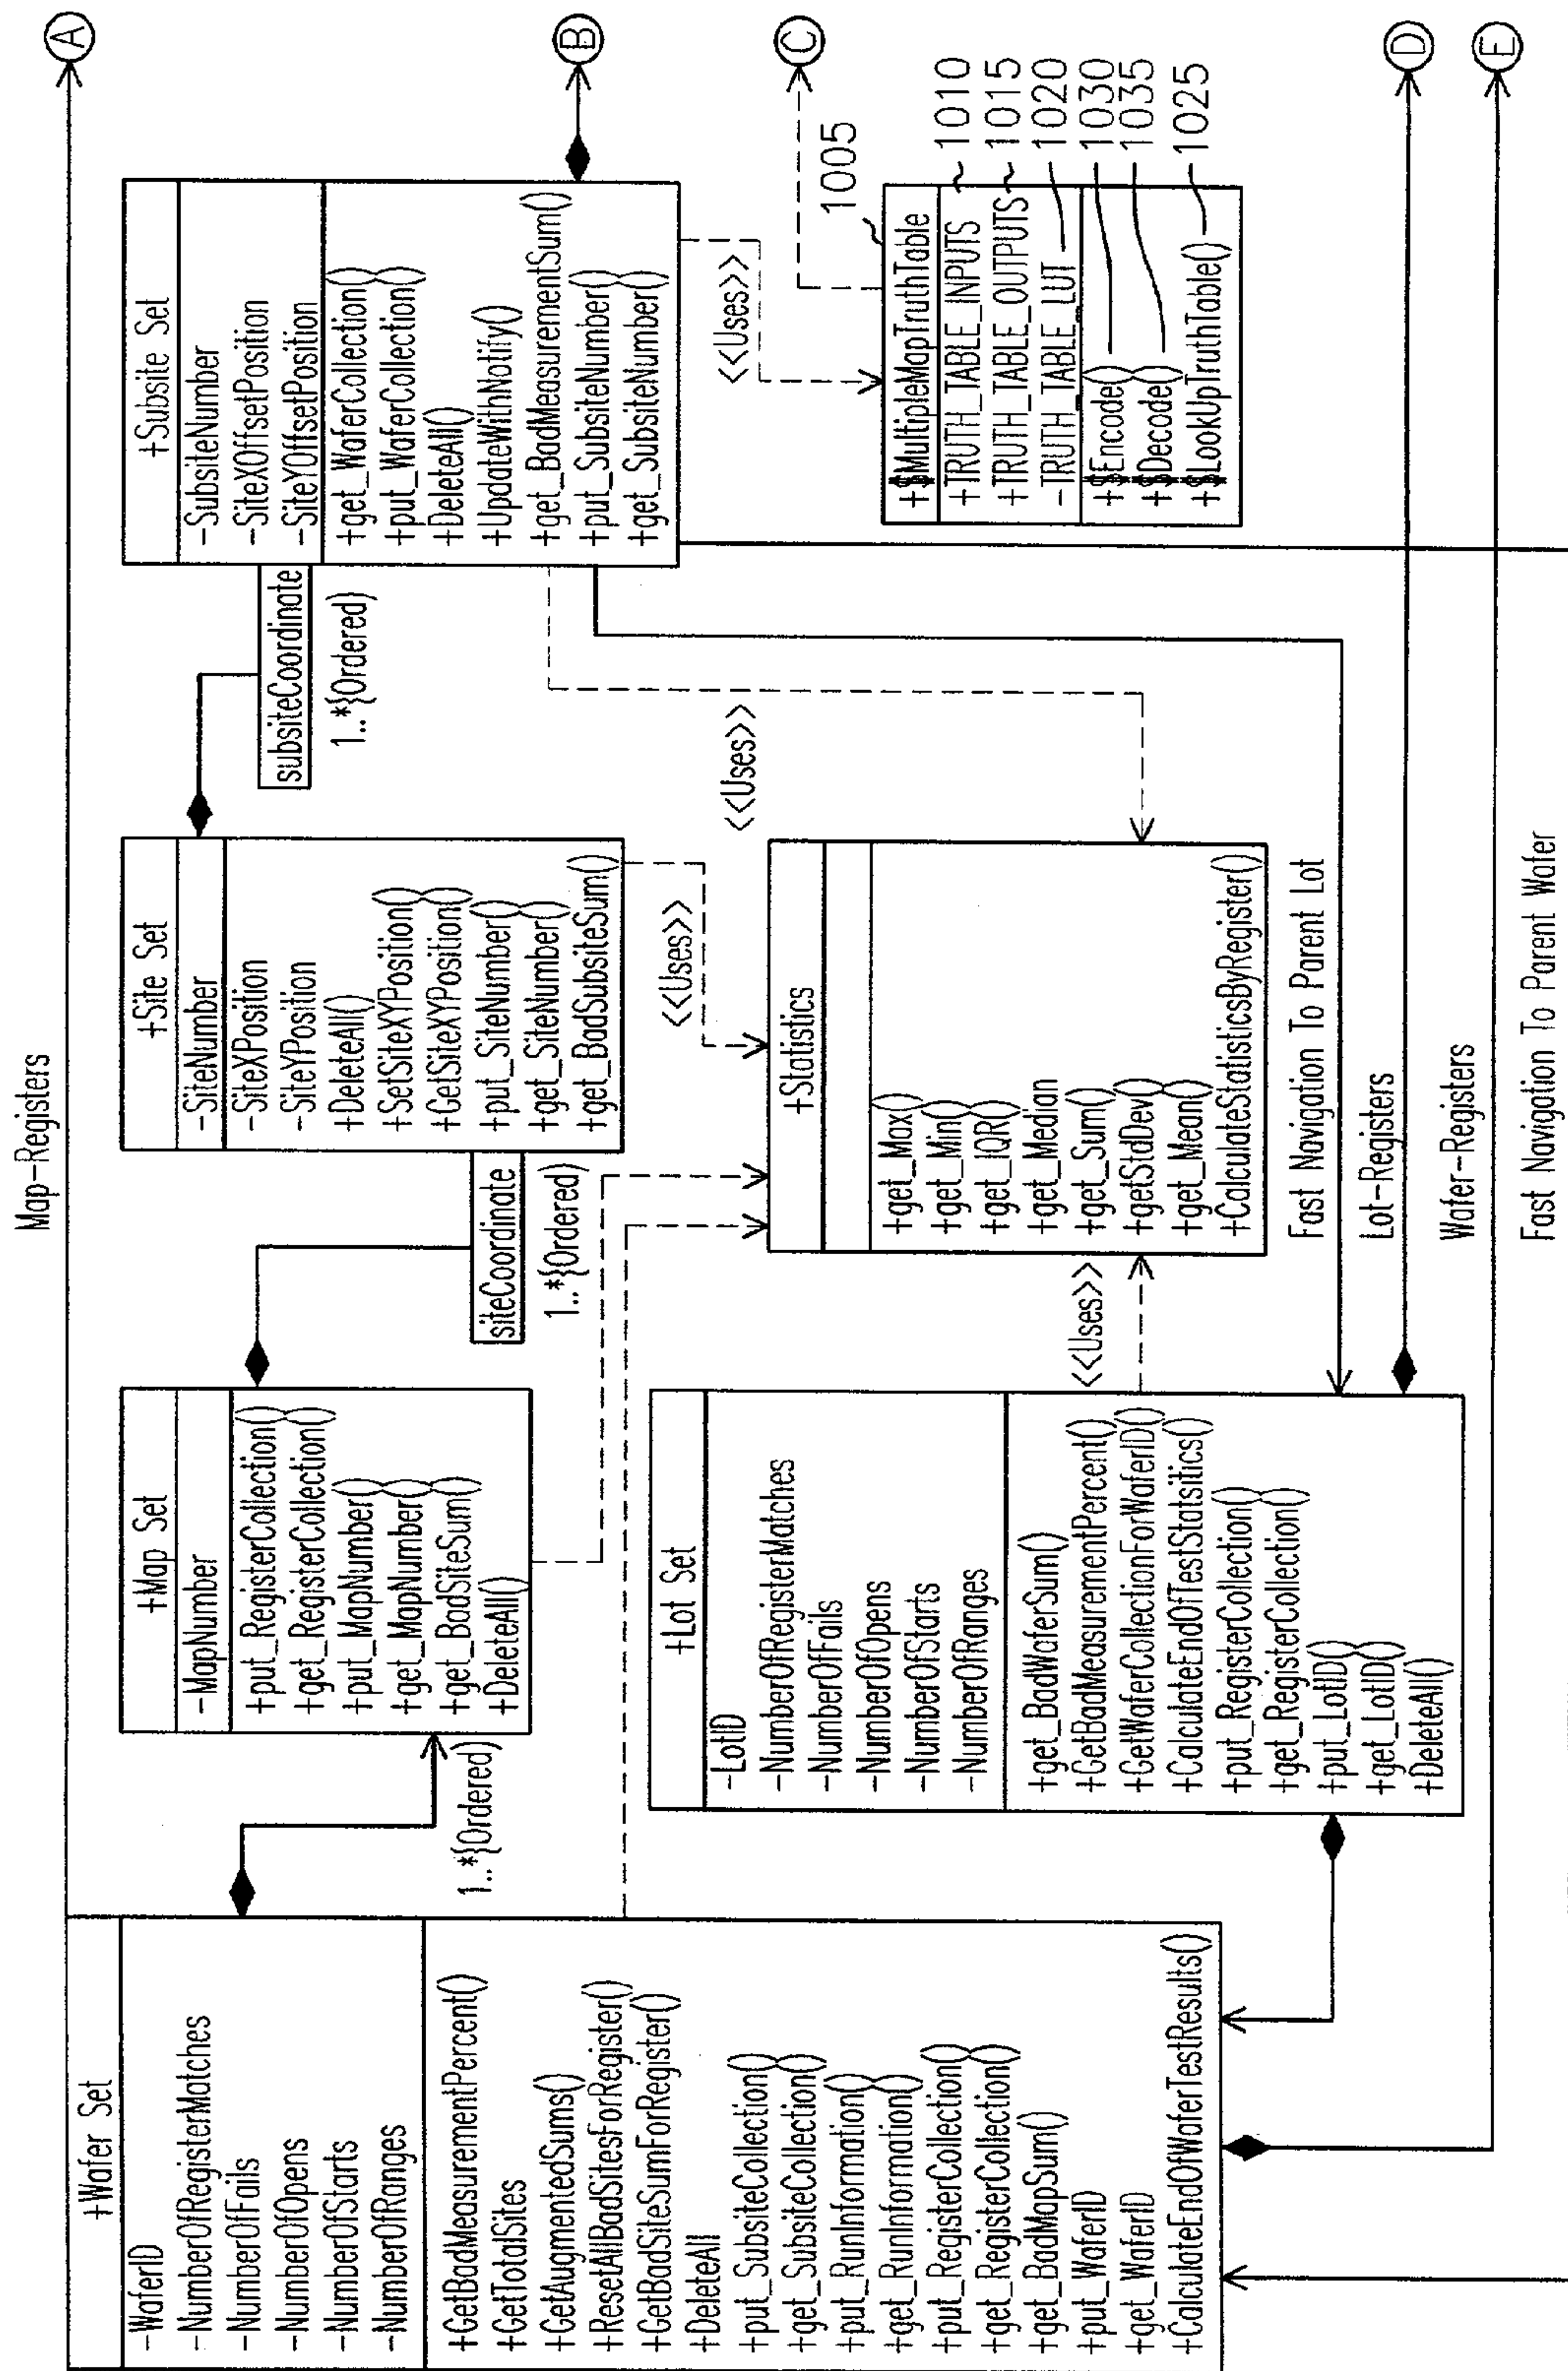 Map-Registers
A
+Wafer Set
-WaferID
-NumberOfRegisterMatches
-NumberOfFails
-NumberOfOpens
-NumberOfStarts
-NumberOfRanges
+GetBadMeasurementPercent()
+GetTotalSites
+GetAugmentedSums()
+ResetAllBadSitesForRegister()
+GetBadSiteSumForRegister()
+DeleteAll
+put_SubsiteCollection()
+get_SubsiteCollection()
+put_RunInformation()
+get_RunInformation()
+put_RegisterCollection()
+get_RegisterCollection()
+get_BadMapSum()
+put_WaferID
+get_WaferID
+CalculateEndOfWaferTestResults()
1..*{Ordered)
+Map Set
-MapNumber
+put_RegisterCollection()
+get_RegisterCollection()
+put_MapNumber()
+get_MapNumber()
+get_BadSiteSum()
+DeleteAll()
siteCoordinate
1..*{Ordered)
+Site Set
-SiteNumber
-SiteXPosition
-SiteYPosition
+DeleteAll()
+SetSiteXYPosition()
+GetSiteXYPosition()
+put_SiteNumber()
+get_SiteNumber()
+get_BadSubsiteSum()
subsiteCoordinate
1..*{Ordered)
+Subsite Set
-SubsiteNumber
-SiteXOffsetPosition
-SiteYOffsetPosition
+get_WaferCollection()
+put_WaferCollection()
+DeleteAll()
+UpdateWithNotify()
+get_BadMeasurementSum()
+put_SubsiteNumber()
+get_SubsiteNumber()
B
<<Uses>>
<<Uses>>
<<Uses>>
C
+Lot Set
-LotID
-NumberOfRegisterMatches
-NumberOfFails
-NumberOfOpens
-NumberOfStarts
-NumberOfRanges
+get_BadWaferSum()
+GetBadMeasurementPercent()
+GetWaferCollectionForWaferID()
+CalculateEndOfTestStatsitics()
+put_RegisterCollection()
+get_RegisterCollection()
+put_LotID()
+get_LotID()
+DeleteAll()
<<Uses>>
+Statistics
+get_Max()
+get_Min()
+get_IQR()
+get_Median
+get_Sum()
+getStdDev()
+get_Mean()
+CalculateStatisticsByRegister()
1005
+$MultipleMapTruthTable
+TRUTH_TABLE_INPUTS
1010
+TRUTH_TABLE_OUTPUTS
1015
-TRUTH_TABLE_LUT
1020
+$Encode()
1030
+$Decode()
1035
+$LookUpTruthTable()
1025
Fast Navigation To Parent Lot
Lot-Registers
D
Wafer-Registers
E
Fast Navigation To Parent Wafer